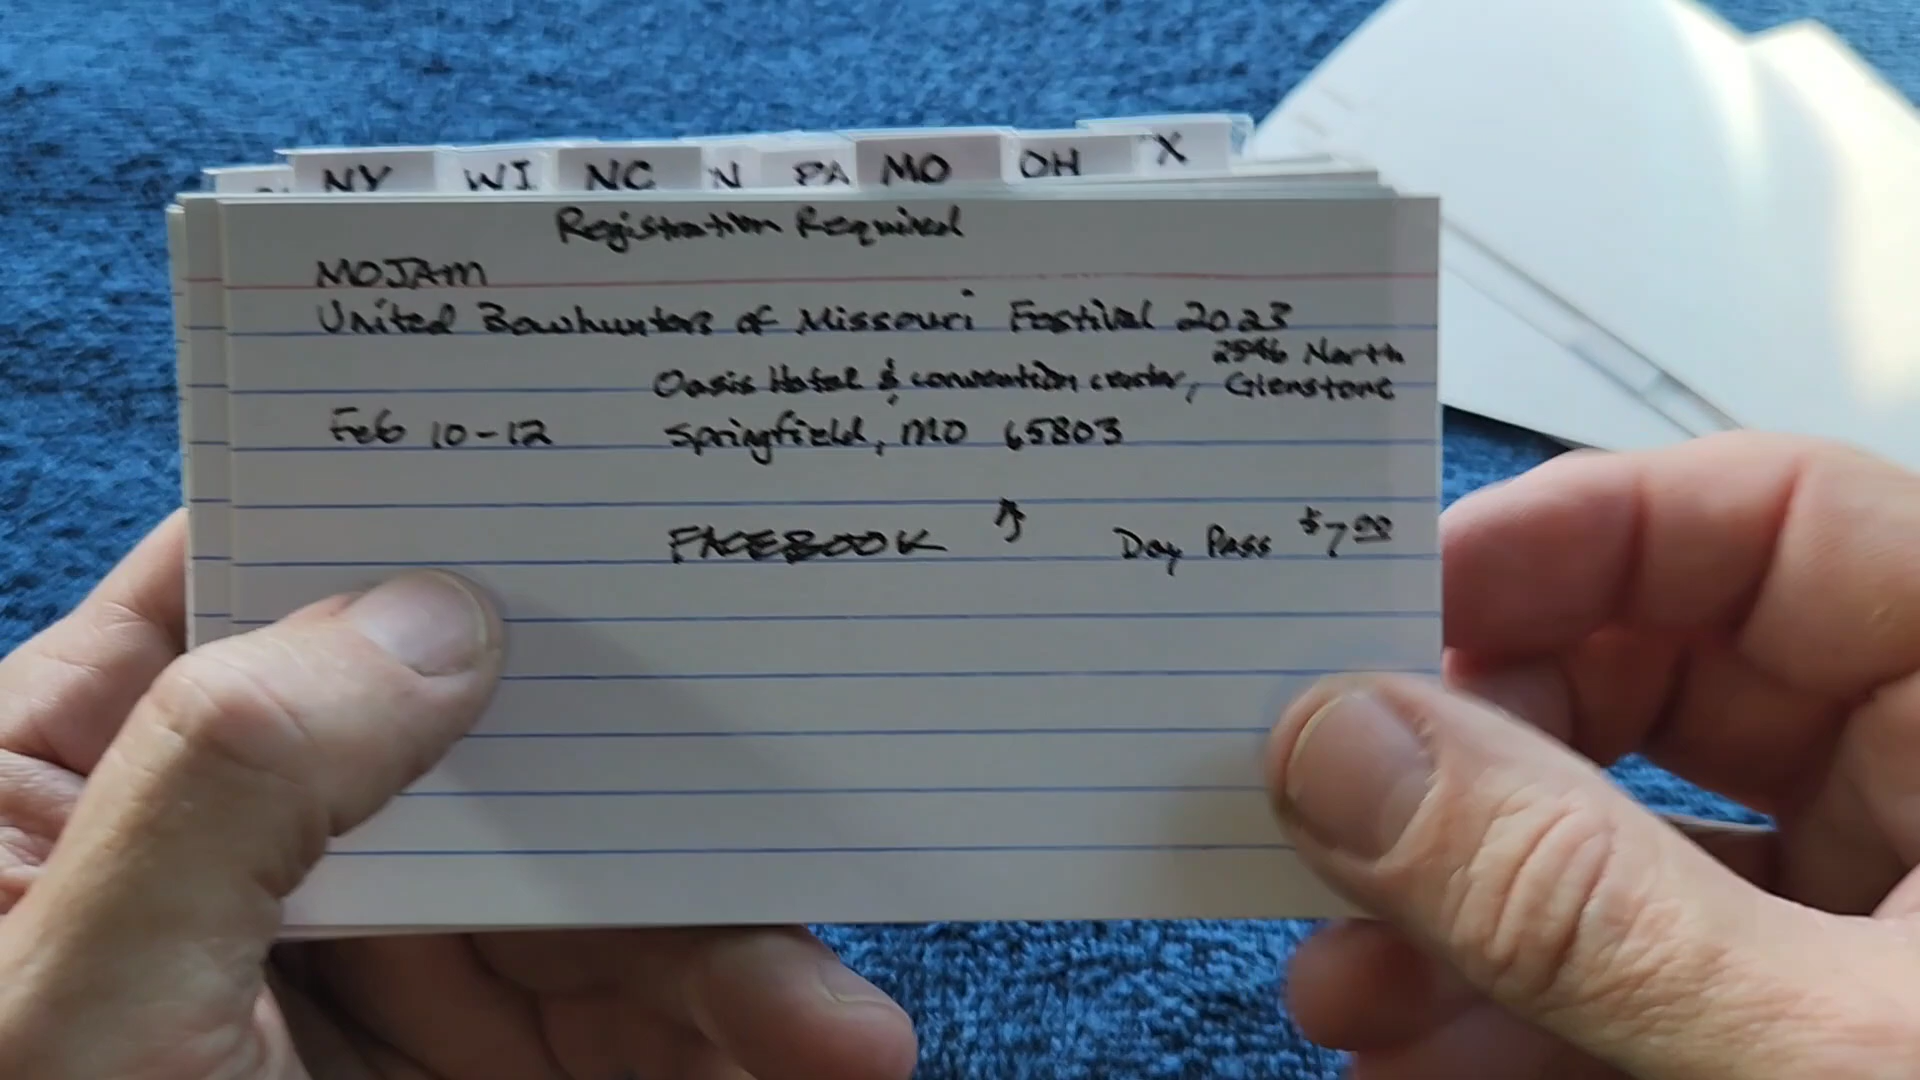 NY WI NC N PA MO OH X
Registration Required
MOJAM
United Bowhunters of Missouri Festival 2023
2546 North
Oasis Hotel & convention center, Glenstone
Feb 10-12 Springfield, MO 65803
FACEBOOK Day Pass $7.00